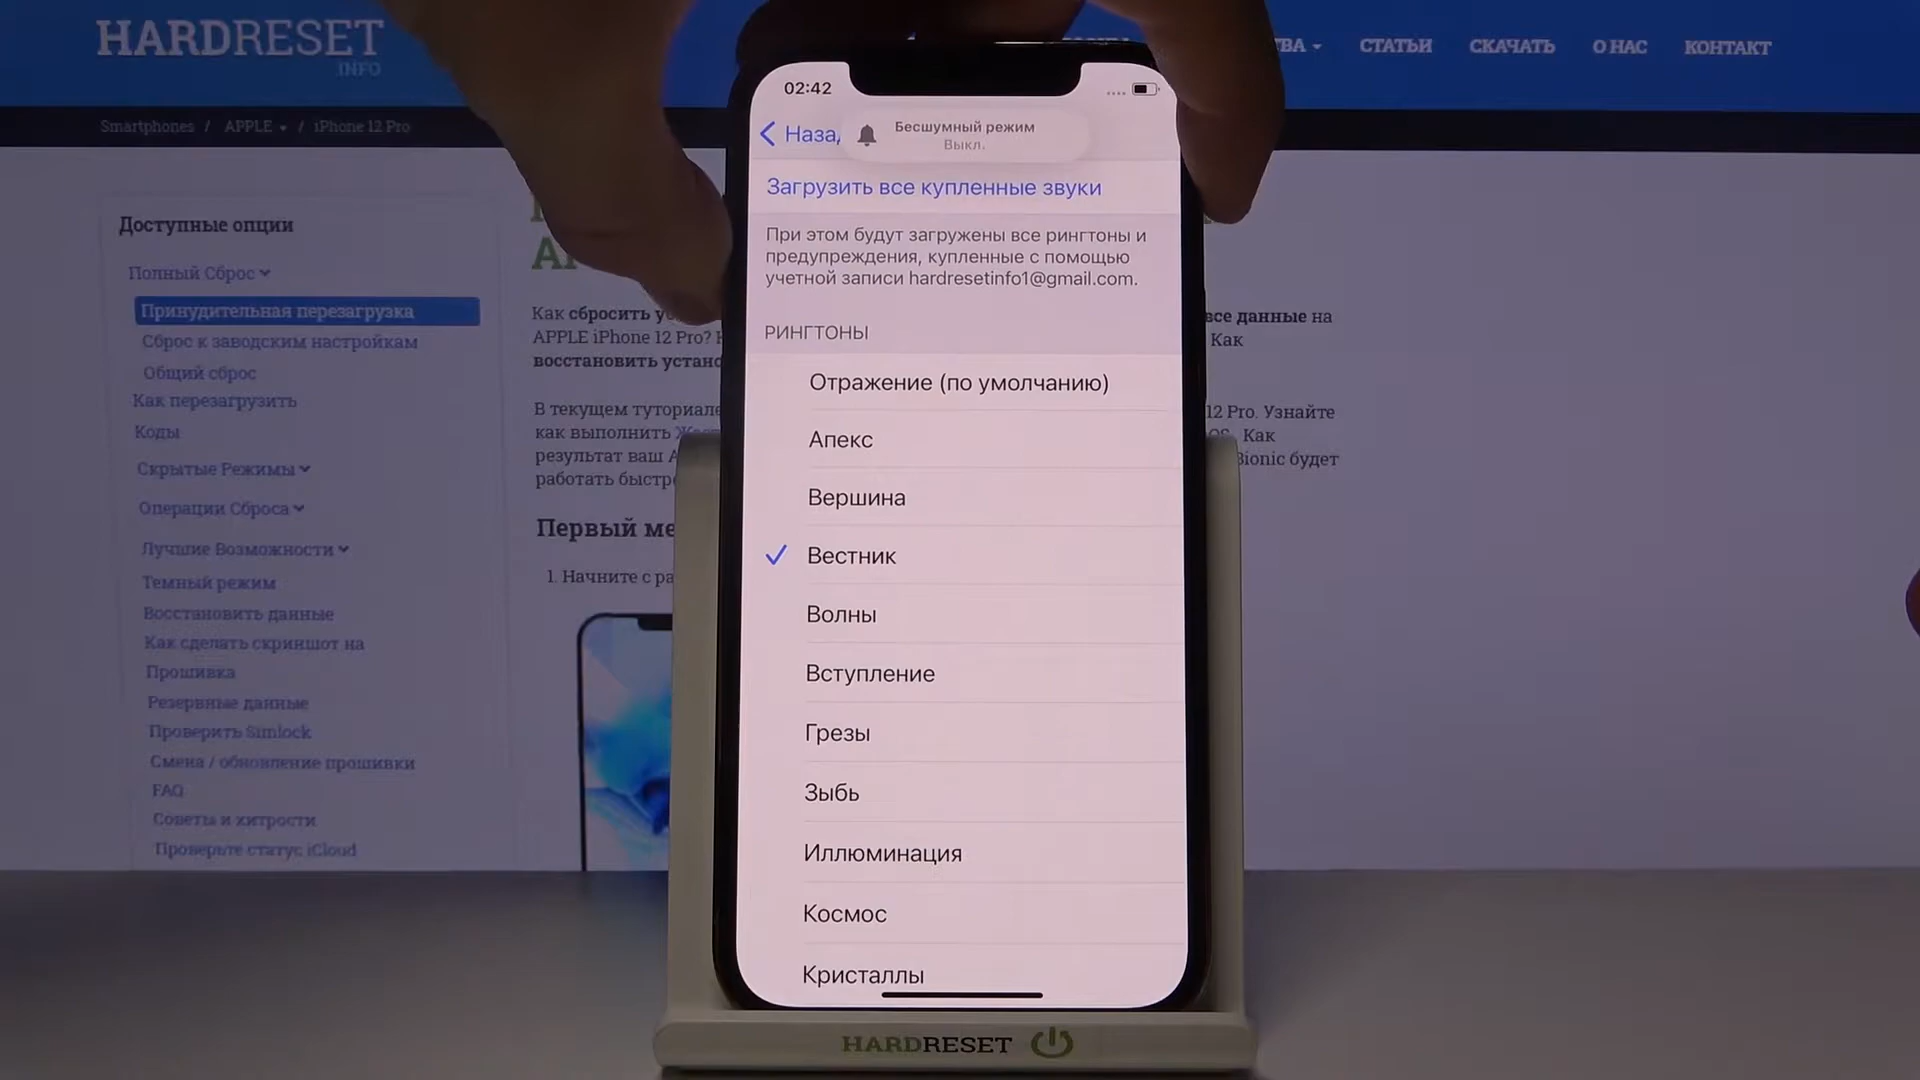 HARDRESET
.INFO
СТАТЬИ
СКАЧАТЬ
О НАС
КОНТАКТ
Smartphones / APPLE / iPhone 12 Pro
Доступные опции
Полный Сброс
Принудительная перезагрузка
Сброс к заводским настройкам
Общий сброс
Как перезагрузить
Коды
Скрытые Режимы
Операции Сброса
Лучшие Возможности
Темный режим
Восстановить данные
Как сделать скриншот на
Прошивка
Резервные данные
Проверить Simlock
Смена / обновление прошивки
FAQ
Советы и хитрости
Проверьте статус iCloud
Как сбросить
все данные на
APPLE iPhone 12 Pro?
Как
восстановить
В текущем туториале
12 Pro. Узнайте
как выполнить
Как
результат ваш
Bionic будет
работать
Первый
1. Начните с
02:42
Бесшумный режим
Выкл.
Загрузить все купленные звуки
При этом будут загружены все рингтоны и
предупреждения, купленные с помощью
учетной записи hardresetinfo1@gmail.com.
РИНГТОНЫ
Отражение (по умолчанию)
Апекс
Вершина
Вестник
Волны
Вступление
Грезы
Зыбь
Иллюминация
Космос
Кристаллы
HARDRESET